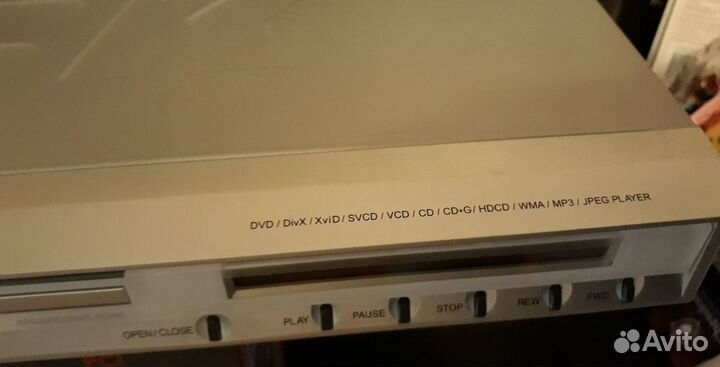 DVD / DivX / XviD / SVCD / VCD / CD / CD+G / HDCD / WMA / MP3 / JPEG PLAYER
OPEN/CLOSE PLAY PAUSE STOP REW FWD
Avito